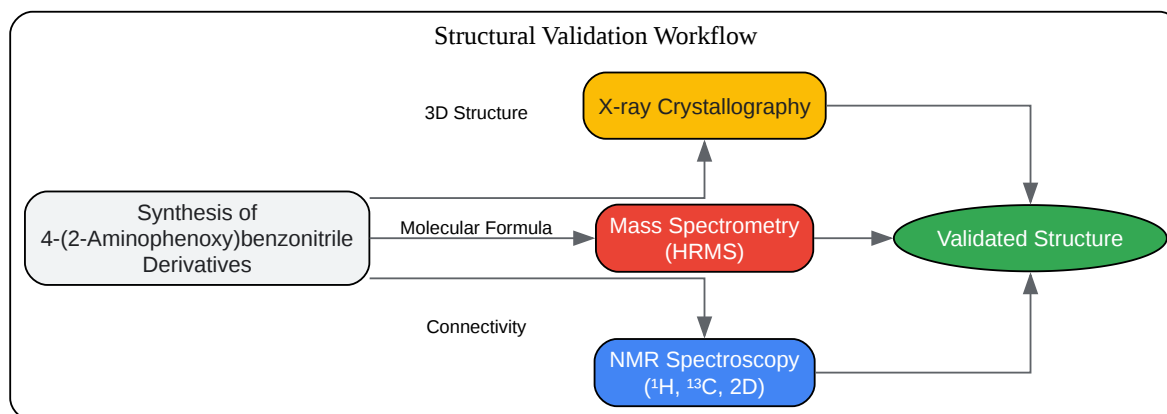 Structural Validation Workflow
3D Structure
X-ray Crystallography
Synthesis of
4-(2-Aminophenoxy)benzonitrile
Derivatives
Molecular Formula
Mass Spectrometry
(HRMS)
Validated Structure
Connectivity
NMR Spectroscopy
(¹H, ¹³C, 2D)